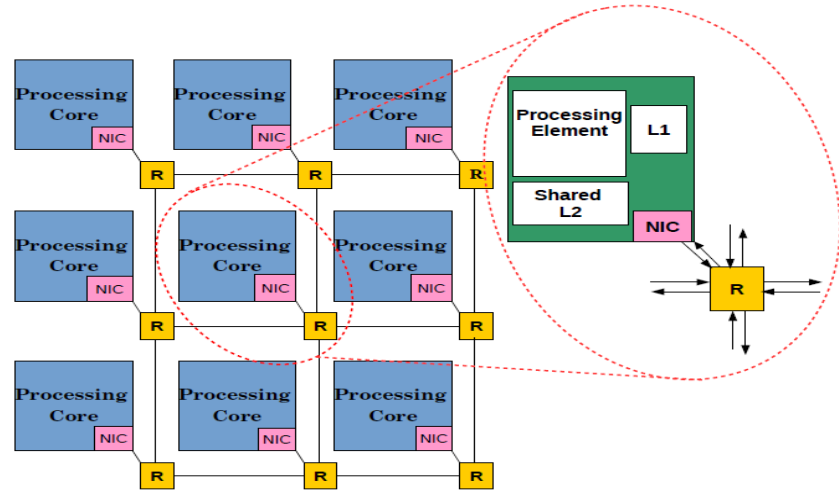 Processing
Core
NIC
Processing
Core
NIC
Processing
Core
NIC
R
R
R
Processing
Core
NIC
Processing
Core
NIC
Processing
Core
NIC
R
R
R
Processing
Core
NIC
Processing
Core
NIC
Processing
Core
NIC
R
R
R
Processing
Element
L1
Shared
L2
NIC
R